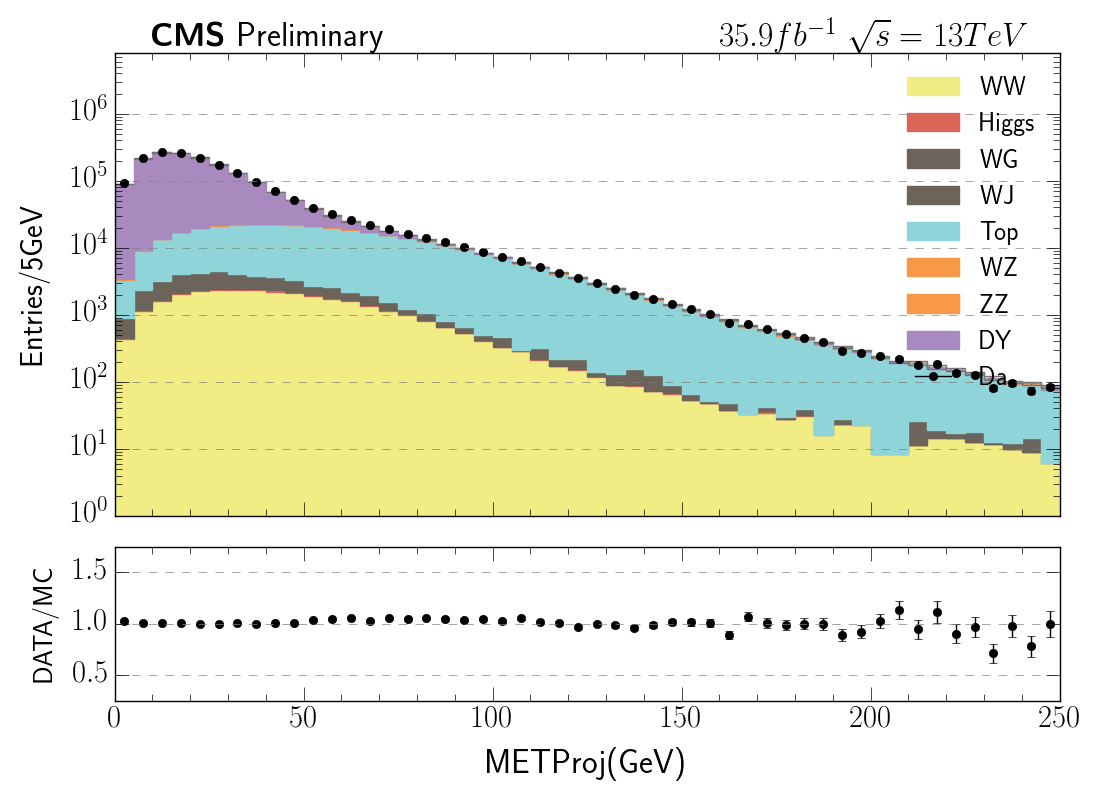 CMS Preliminary
35.9fb⁻¹ √s = 13TeV
Entries/5GeV
10⁶
10⁵
10⁴
10³
10²
10¹
10⁰
WW
Higgs
WG
WJ
Top
WZ
ZZ
DY
Da
DATA/MC
1.5
1.0
0.5
0 50 100 150 200 250
METProj(GeV)